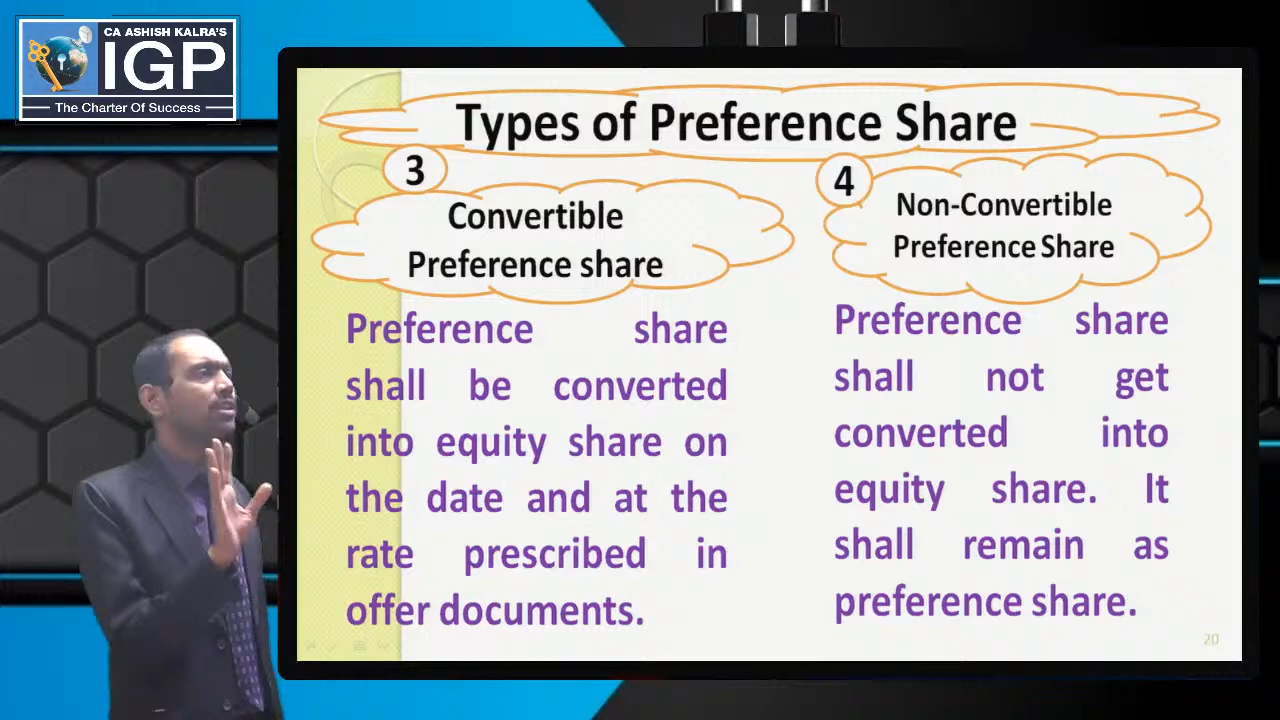 CA ASHISH KALRA'S
IGP
The Charter Of Success
Types of Preference Share
3
Convertible
Preference share
Preference share
shall be converted
into equity share on
the date and at the
rate prescribed in
offer documents.
4
Non-Convertible
Preference Share
Preference share
shall not get
converted into
equity share. It
shall remain as
preference share.
20